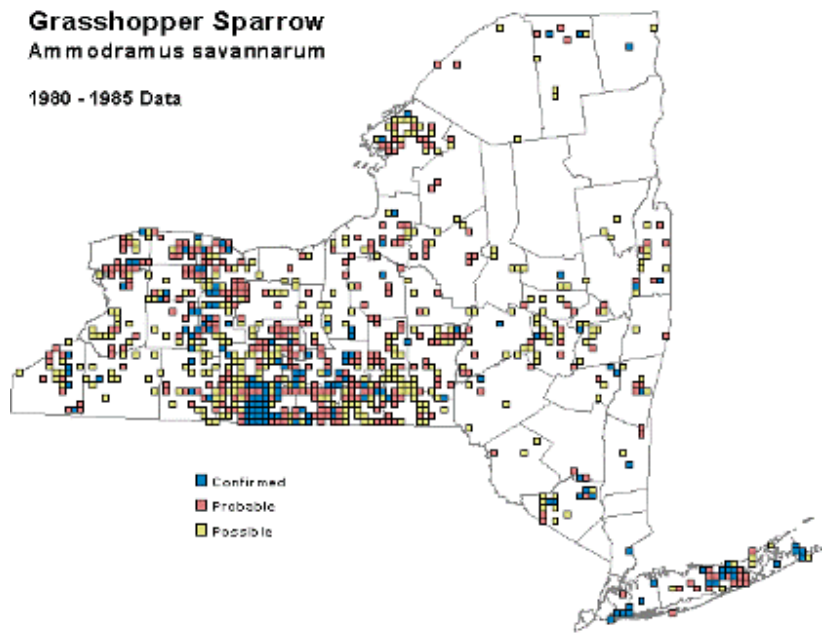 Grasshopper Sparrow
Ammodramus savannarum
1980 - 1985 Data
Confirmed
Probable
Possible